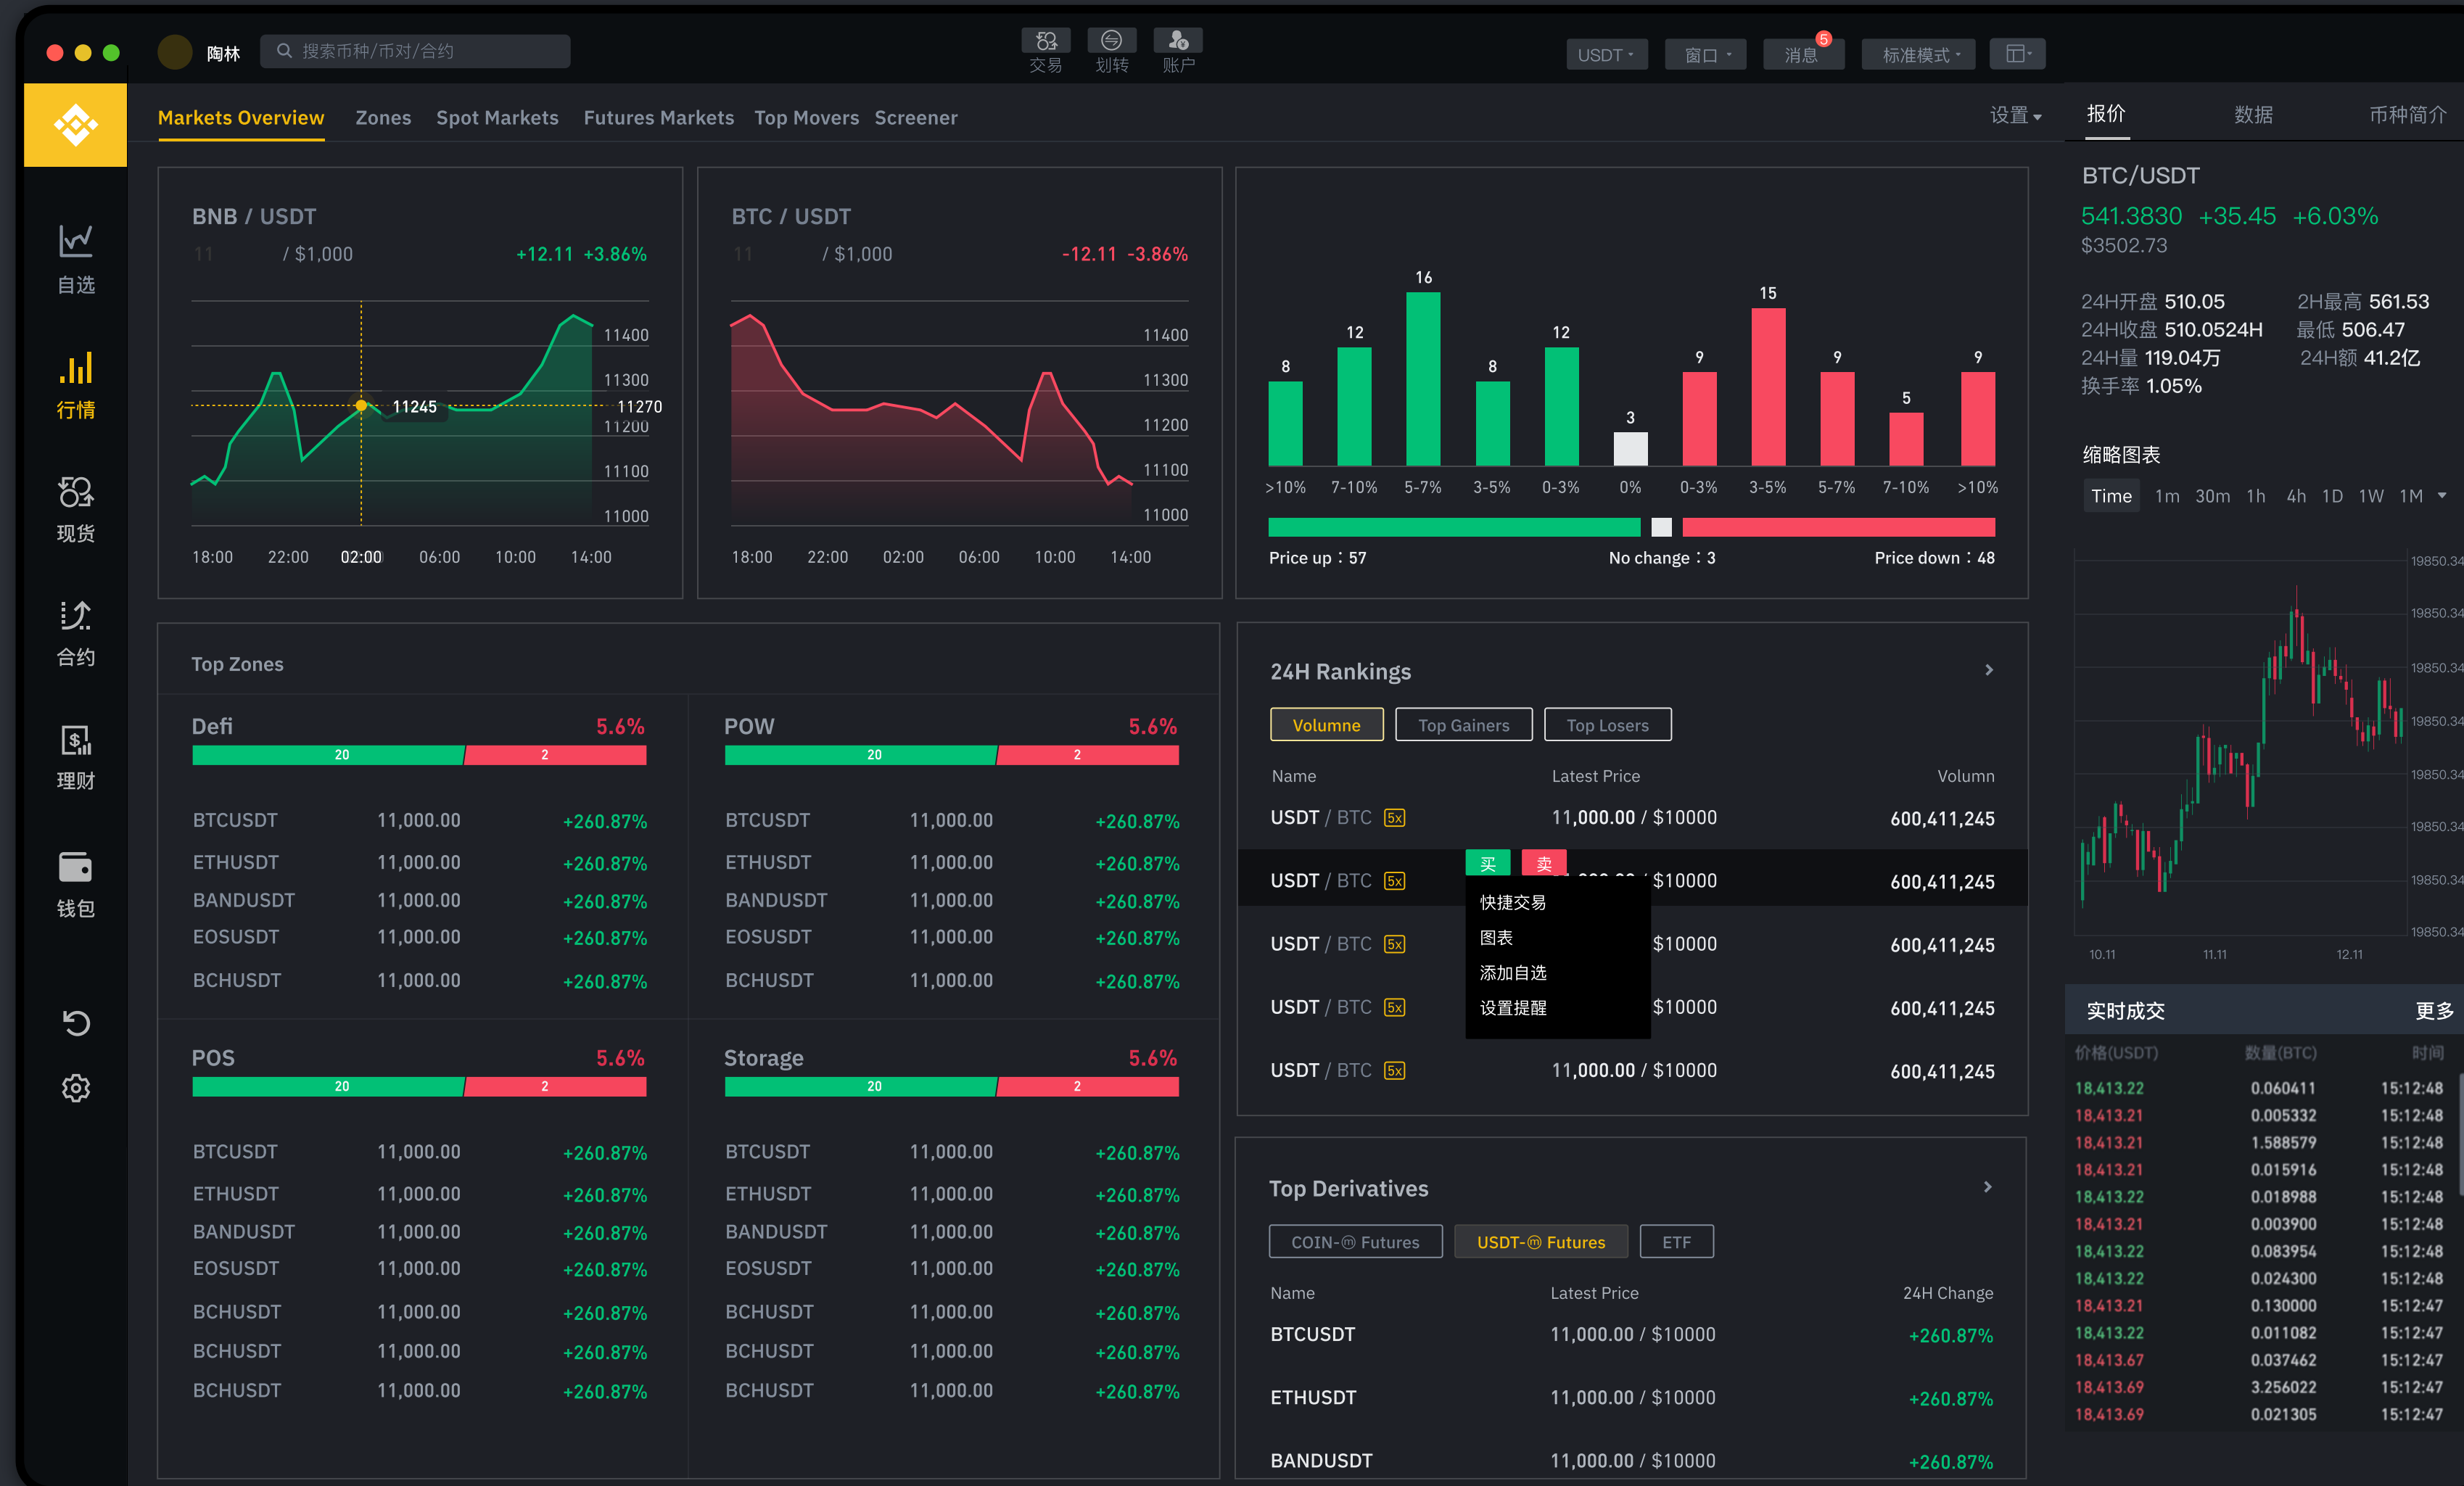 陶林
搜索币种/币对/合约
交易 划转 账户
USDT 窗口 消息 5 标准模式
Markets Overview Zones Spot Markets Futures Markets Top Movers Screener
设置
自选
行情
现货
合约
理财
钱包
BNB / USDT
11 / $1,000 +12.11 +3.86%
11400
11300
11245
11270
11200
11100
11000
18:00 22:00 02:00 06:00 10:00 14:00
BTC / USDT
11 / $1,000 -12.11 -3.86%
11400
11300
11200
11100
11000
18:00 22:00 02:00 06:00 10:00 14:00
8 12 16 8 12 3 9 15 9 5 9
>10% 7-10% 5-7% 3-5% 0-3% 0% 0-3% 3-5% 5-7% 7-10% >10%
Price up：57 No change：3 Price down：48
Top Zones
Defi 5.6%
20 2
BTCUSDT 11,000.00 +260.87%
ETHUSDT 11,000.00 +260.87%
BANDUSDT 11,000.00 +260.87%
EOSUSDT 11,000.00 +260.87%
BCHUSDT 11,000.00 +260.87%
POW 5.6%
20 2
BTCUSDT 11,000.00 +260.87%
ETHUSDT 11,000.00 +260.87%
BANDUSDT 11,000.00 +260.87%
EOSUSDT 11,000.00 +260.87%
BCHUSDT 11,000.00 +260.87%
POS 5.6%
20 2
BTCUSDT 11,000.00 +260.87%
ETHUSDT 11,000.00 +260.87%
BANDUSDT 11,000.00 +260.87%
EOSUSDT 11,000.00 +260.87%
BCHUSDT 11,000.00 +260.87%
BCHUSDT 11,000.00 +260.87%
BCHUSDT 11,000.00 +260.87%
Storage 5.6%
20 2
BTCUSDT 11,000.00 +260.87%
ETHUSDT 11,000.00 +260.87%
BANDUSDT 11,000.00 +260.87%
EOSUSDT 11,000.00 +260.87%
BCHUSDT 11,000.00 +260.87%
BCHUSDT 11,000.00 +260.87%
BCHUSDT 11,000.00 +260.87%
24H Rankings
Volumne Top Gainers Top Losers
Name Latest Price Volumn
USDT / BTC 5x 11,000.00 / $10000 600,411,245
USDT / BTC 5x $10000 600,411,245
USDT / BTC 5x $10000 600,411,245
USDT / BTC 5x $10000 600,411,245
USDT / BTC 5x 11,000.00 / $10000 600,411,245
买 卖
快捷交易
图表
添加自选
设置提醒
Top Derivatives
COIN-ⓜ Futures USDT-ⓜ Futures ETF
Name Latest Price 24H Change
BTCUSDT 11,000.00 / $10000 +260.87%
ETHUSDT 11,000.00 / $10000 +260.87%
BANDUSDT 11,000.00 / $10000 +260.87%
报价 数据 币种简介
BTC/USDT
541.3830 +35.45 +6.03%
$3502.73
24H开盘 510.05 2H最高 561.53
24H收盘 510.0524H 最低 506.47
24H量 119.04万 24H额 41.2亿
换手率 1.05%
缩略图表
Time 1m 30m 1h 4h 1D 1W 1M
19850.34
19850.34
19850.34
19850.34
19850.34
19850.34
19850.34
19850.34
10.11 11.11 12.11
实时成交 更多
价格(USDT) 数量(BTC) 时间
18,413.22 0.060411 15:12:48
18,413.21 0.005332 15:12:48
18,413.21 1.588579 15:12:48
18,413.21 0.015916 15:12:48
18,413.22 0.018988 15:12:48
18,413.21 0.003900 15:12:48
18,413.22 0.083954 15:12:48
18,413.22 0.024300 15:12:48
18,413.21 0.130000 15:12:47
18,413.22 0.011082 15:12:47
18,413.67 0.037462 15:12:47
18,413.69 3.256022 15:12:47
18,413.69 0.021305 15:12:47